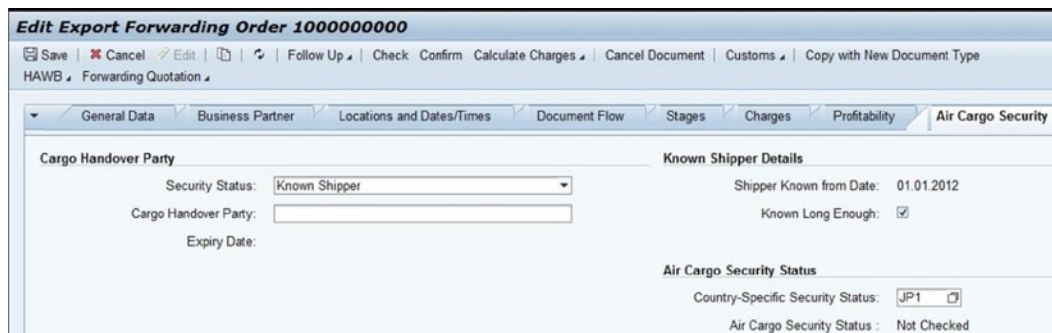 Edit Export Forwarding Order 1000000000
Save | Cancel Edit | | | Follow Up | Check Confirm Calculate Charges | Cancel Document | Customs | Copy with New Document Type
HAWB Forwarding Quotation
General Data Business Partner Locations and Dates/Times Document Flow Stages Charges Profitability Air Cargo Security
Cargo Handover Party Known Shipper Details
Security Status: Known Shipper Shipper Known from Date: 01.01.2012
Cargo Handover Party: Known Long Enough:
Expiry Date:
Air Cargo Security Status
Country-Specific Security Status: JP1
Air Cargo Security Status : Not Checked